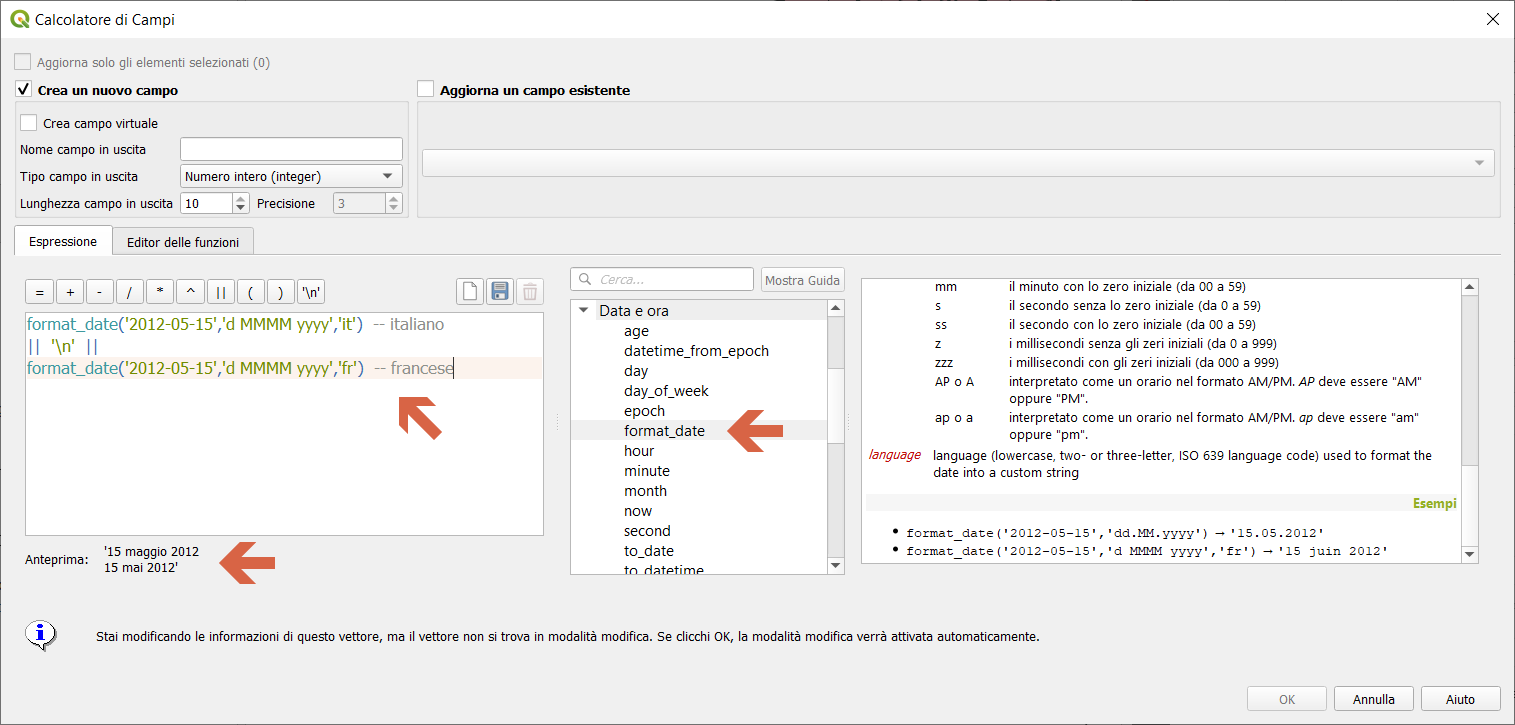 Calcolatore di Campi
Aggiorna solo gli elementi selezionati (0)
Crea un nuovo campo
Aggiorna un campo esistente
Crea campo virtuale
Nome campo in uscita
Tipo campo in uscita
Numero intero (integer)
Lunghezza campo in uscita
10
Precisione
3
Espressione
Editor delle funzioni
= + - / * ^ || ( ) '\n'
format_date('2012-05-15','d MMMM yyyy','it') -- italiano
|| '\n' ||
format_date('2012-05-15','d MMMM yyyy','fr') -- francese
Anteprima:
'15 maggio 2012
15 mai 2012'
Cerca...
Mostra Guida
Data e ora
age
datetime_from_epoch
day
day_of_week
epoch
format_date
hour
minute
month
now
second
to_date
to_datetime
mm il minuto con lo zero iniziale (da 00 a 59)
s il secondo senza lo zero iniziale (da 0 a 59)
ss il secondo con lo zero iniziale (da 00 a 59)
z i millisecondi senza gli zeri iniziali (da 0 a 999)
zzz i millisecondi con gli zeri iniziali (da 000 a 999)
AP o A interpretato come un orario nel formato AM/PM. AP deve essere "AM"
oppure "PM".
ap o a interpretato come un orario nel formato AM/PM. ap deve essere "am"
oppure "pm".
language language (lowercase, two- or three-letter, ISO 639 language code) used to format the
date into a custom string
Esempi
• format_date('2012-05-15','dd.MM.yyyy') → '15.05.2012'
• format_date('2012-05-15','d MMMM yyyy','fr') → '15 juin 2012'
Stai modificando le informazioni di questo vettore, ma il vettore non si trova in modalità modifica. Se clicchi OK, la modalità modifica verrà attivata automaticamente.
OK
Annulla
Aiuto